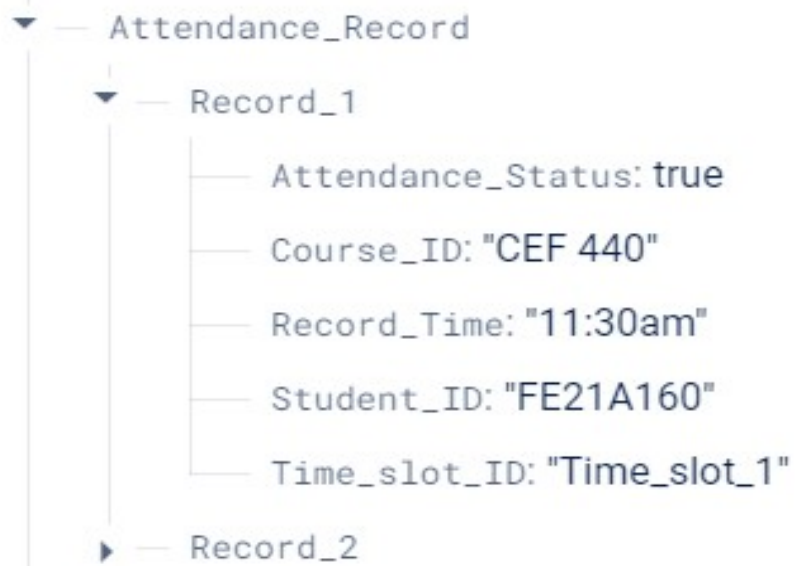 Attendance_Record
Record_1
Attendance_Status: true
Course_ID: "CEF 440"
Record_Time: "11:30am"
Student_ID: "FE21A160"
Time_slot_ID: "Time_slot_1"
Record_2